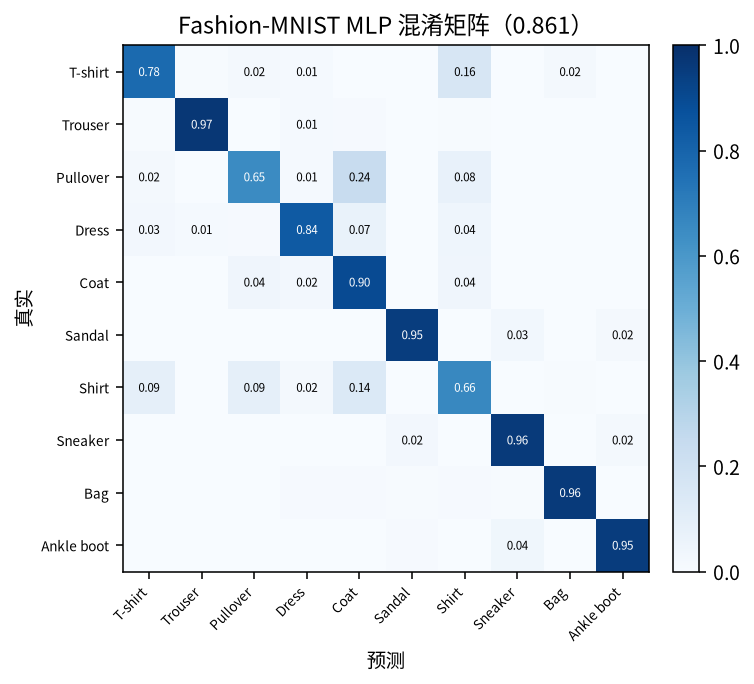 Fashion-MNIST MLP 混淆矩阵（0.861）
真实
T-shirt 0.78 0.02 0.01 0.16 0.02
Trouser 0.97 0.01
Pullover 0.02 0.65 0.01 0.24 0.08
Dress 0.03 0.01 0.84 0.07 0.04
Coat 0.04 0.02 0.90 0.04
Sandal 0.95 0.03 0.02
Shirt 0.09 0.09 0.02 0.14 0.66
Sneaker 0.02 0.96 0.02
Bag 0.96
Ankle boot 0.04 0.95
T-shirt Trouser Pullover Dress Coat Sandal Shirt Sneaker Bag Ankle boot
预测
1.0
0.8
0.6
0.4
0.2
0.0